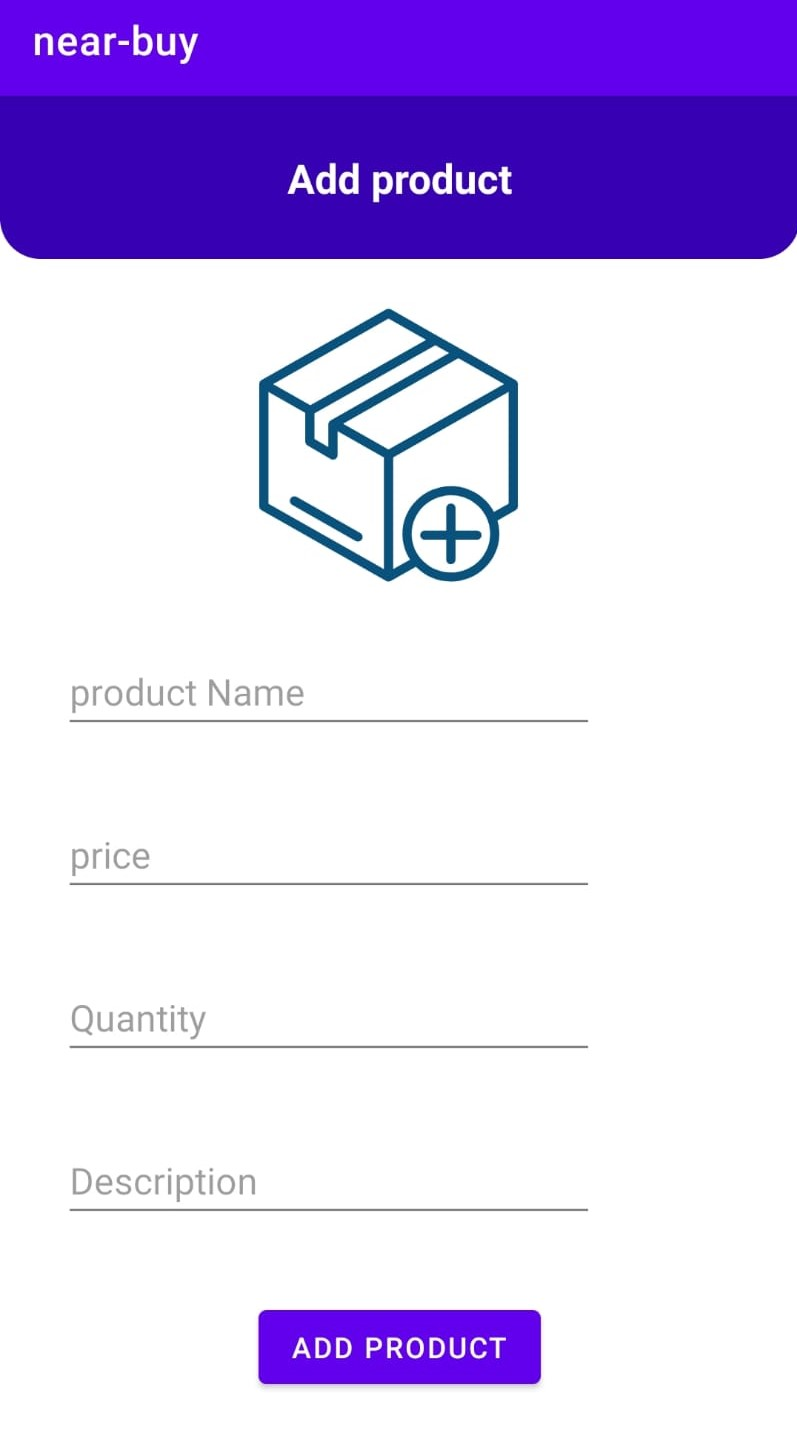 near-buy
Add product
product Name
price
Quantity
Description
ADD PRODUCT